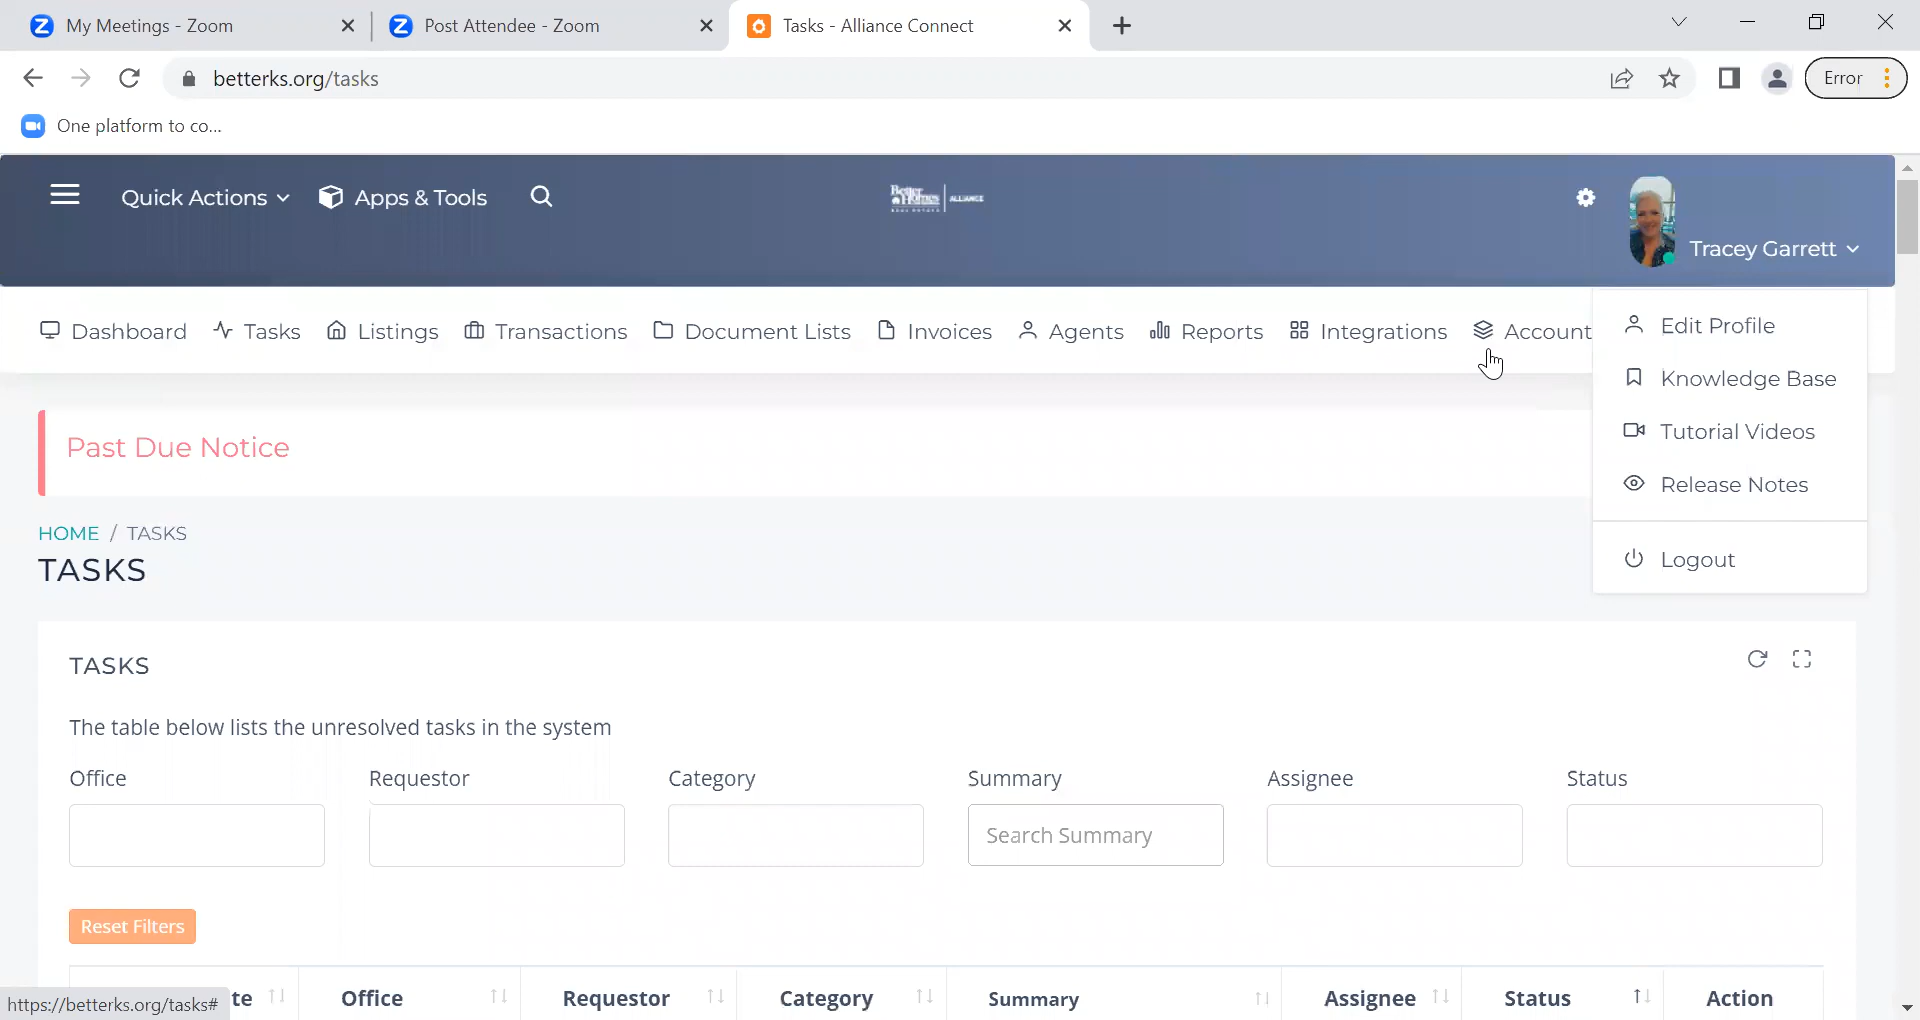 My Meetings - Zoom
Post Attendee - Zoom
Tasks - Alliance Connect
betterks.org/tasks
Error
One platform to co...
Quick Actions
Apps & Tools
Better Homes
ALLIANCE
Tracey Garrett
Dashboard
Tasks
Listings
Transactions
Document Lists
Invoices
Agents
Reports
Integrations
Account
Edit Profile
Knowledge Base
Tutorial Videos
Release Notes
Logout
Past Due Notice
HOME / TASKS
TASKS
TASKS
The table below lists the unresolved tasks in the system
Office
Requestor
Category
Summary
Assignee
Status
Search Summary
Reset Filters
te
Office
Requestor
Category
Summary
Assignee
Status
Action
https://betterks.org/tasks#